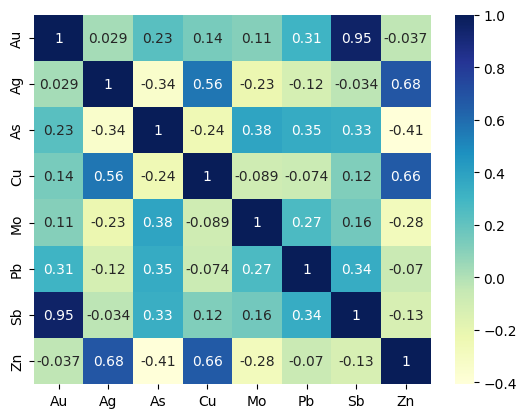 Au 1 0.029 0.23 0.14 0.11 0.31 0.95 -0.037
Ag 0.029 1 -0.34 0.56 -0.23 -0.12 -0.034 0.68
As 0.23 -0.34 1 -0.24 0.38 0.35 0.33 -0.41
Cu 0.14 0.56 -0.24 1 -0.089 -0.074 0.12 0.66
Mo 0.11 -0.23 0.38 -0.089 1 0.27 0.16 -0.28
Pb 0.31 -0.12 0.35 -0.074 0.27 1 0.34 -0.07
Sb 0.95 -0.034 0.33 0.12 0.16 0.34 1 -0.13
Zn -0.037 0.68 -0.41 0.66 -0.28 -0.07 -0.13 1
Au Ag As Cu Mo Pb Sb Zn
1.0
0.8
0.6
0.4
0.2
0.0
−0.2
−0.4